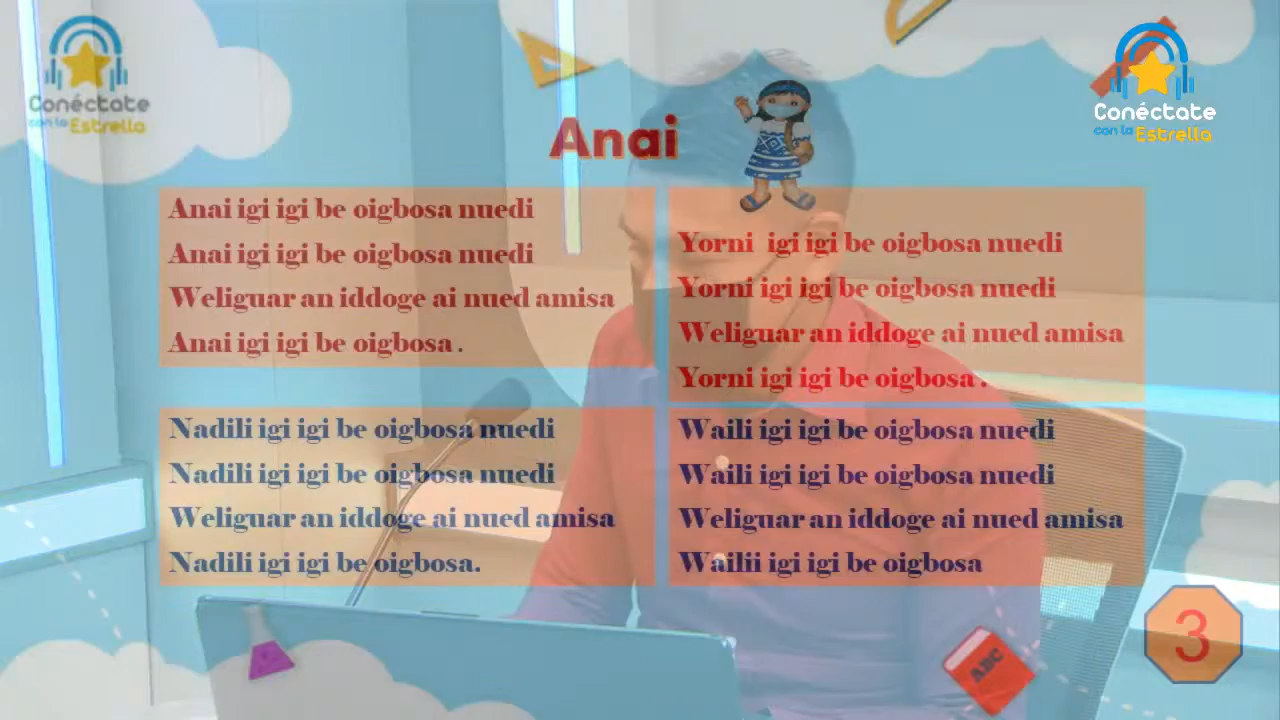 Conéctate
con la Estrella
Conéctate
con la Estrella
Anai
Anai igi igi be oigbosa nuedi
Anai igi igi be oigbosa nuedi
Weliguar an iddoge ai nued amisa
Anai igi igi be oigbosa .
Yorni igi igi be oigbosa nuedi
Yorni igi igi be oigbosa nuedi
Weliguar an iddoge ai nued amisa
Yorni igi igi be oigbosa .
Nadili igi igi be oigbosa nuedi
Nadili igi igi be oigbosa nuedi
Weliguar an iddoge ai nued amisa
Nadili igi igi be oigbosa.
Waili igi igi be oigbosa nuedi
Waili igi igi be oigbosa nuedi
Weliguar an iddoge ai nued amisa
Wailii igi igi be oigbosa
ABC
3